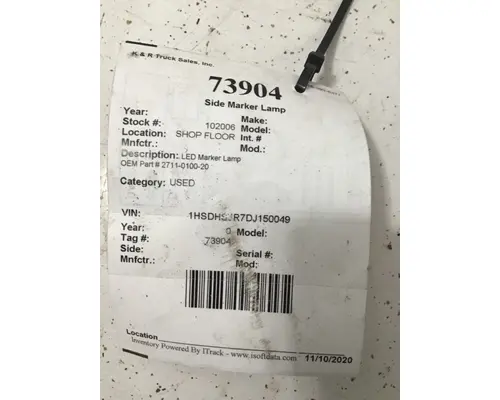 K & R Truck Sales, Inc.
73904
Side Marker Lamp
Year: Make:
Stock #: 102006 Model:
Location: SHOP FLOOR Int. #
Mnfctr.: Mod.:
Description: LED Marker Lamp
OEM Part # 2711-0100-20
Category: USED
VIN:
Year: 0 Model:
Tag #: 73904
Side: Serial #:
Mnfctr.: Mod:
Location
Inventory Powered By ITrack - www.isoftdata.com 11/10/2020